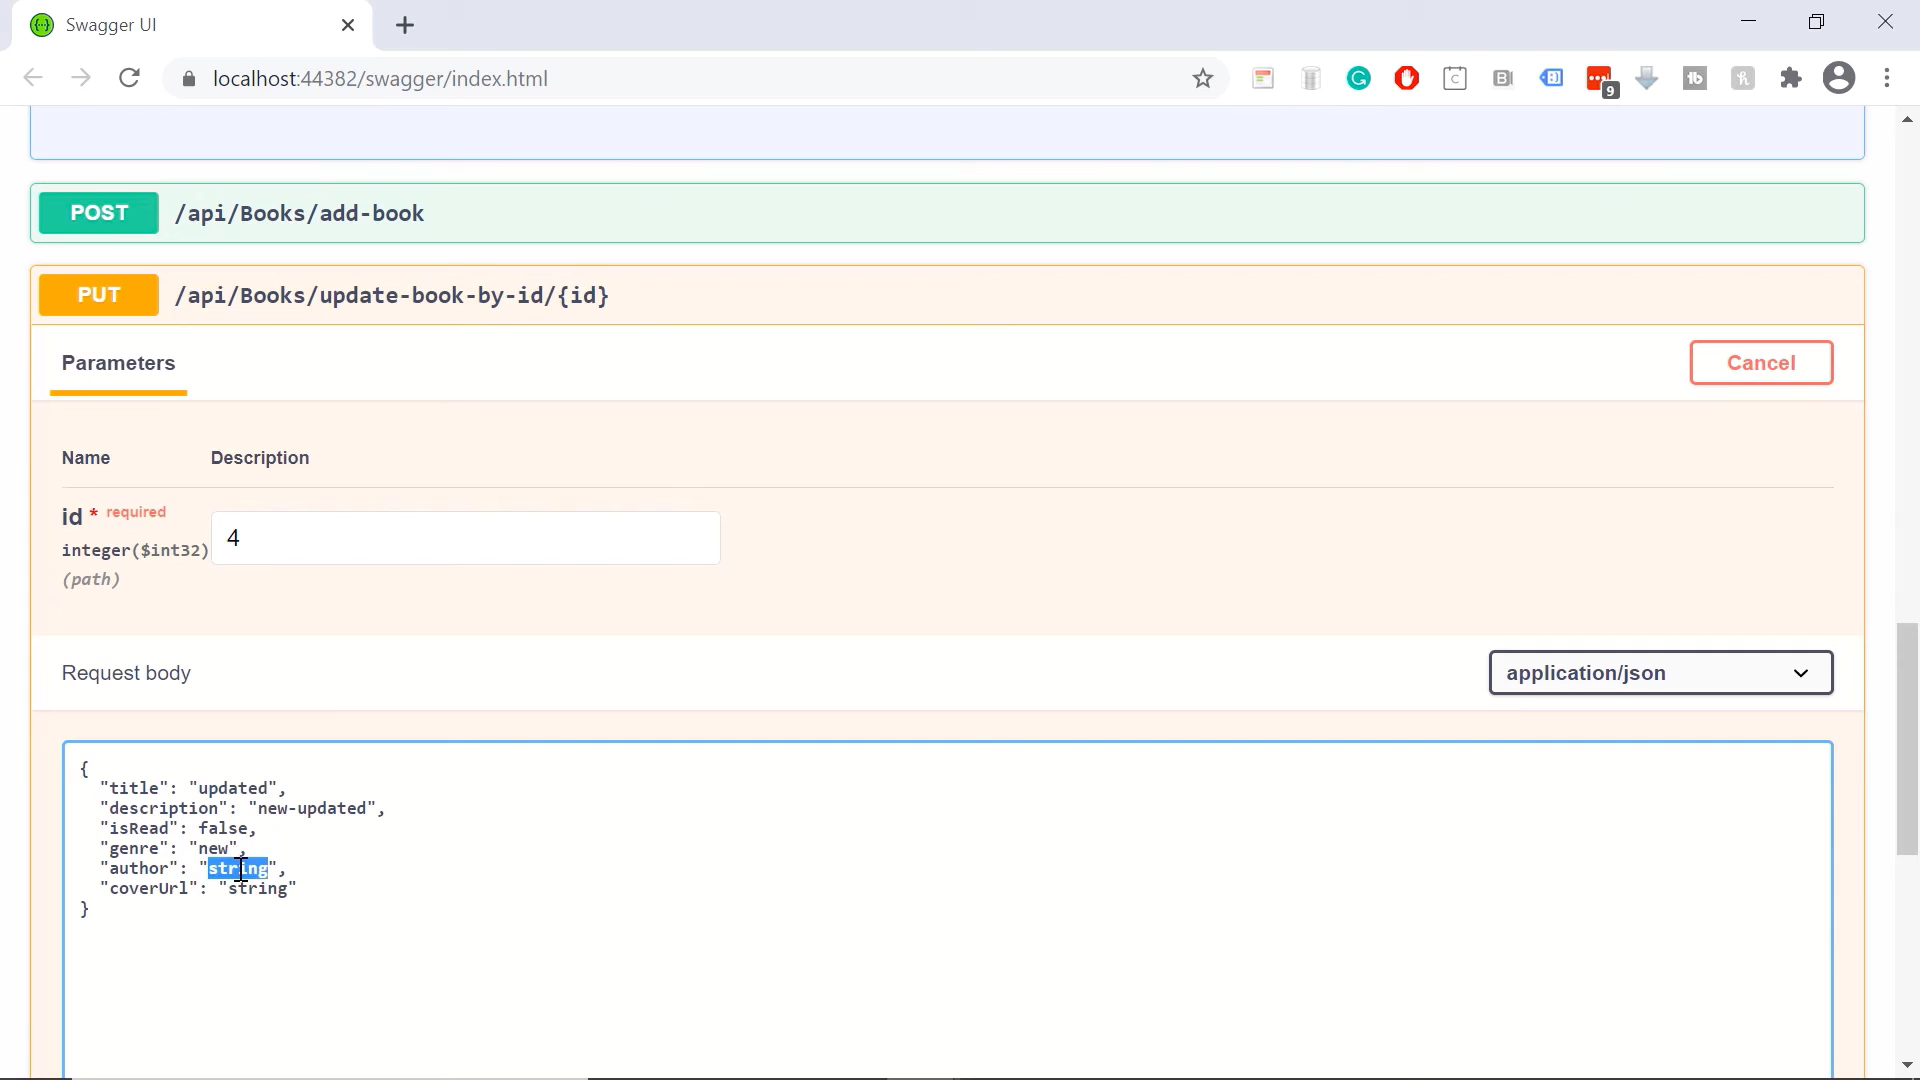 Swagger UI
localhost:44382/swagger/index.html
9
POST /api/Books/add-book
PUT /api/Books/update-book-by-id/{id}
Parameters
Cancel
Name Description
id * required
integer($int32)
(path)
4
Request body
application/json
{
"title": "updated",
"description": "new-updated",
"isRead": false,
"genre": "new",
"author": "string",
"coverUrl": "string"
}